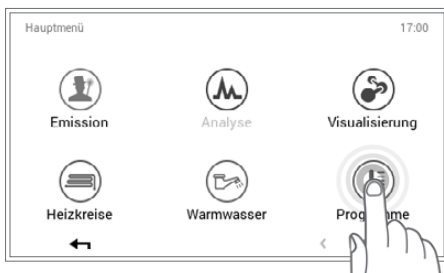 Hauptmenü 17:00
Emission Analyse Visualisierung
Heizkreise Warmwasser